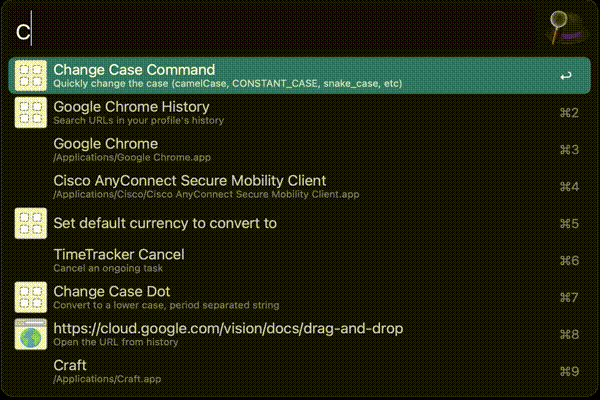 C
Change Case Command
Quickly change the case (camelCase, CONSTANT_CASE, snake_case, etc)
↩
Google Chrome History
Search URLs in your profile's history
⌘2
Google Chrome
/Applications/Google Chrome.app
⌘3
Cisco AnyConnect Secure Mobility Client
/Applications/Cisco/Cisco AnyConnect Secure Mobility Client.app
⌘4
Set default currency to convert to
⌘5
TimeTracker Cancel
Cancel an ongoing task
⌘6
Change Case Dot
Convert to a lower case, period separated string
⌘7
https://cloud.google.com/vision/docs/drag-and-drop
Open the URL from history
⌘8
Craft
/Applications/Craft.app
⌘9